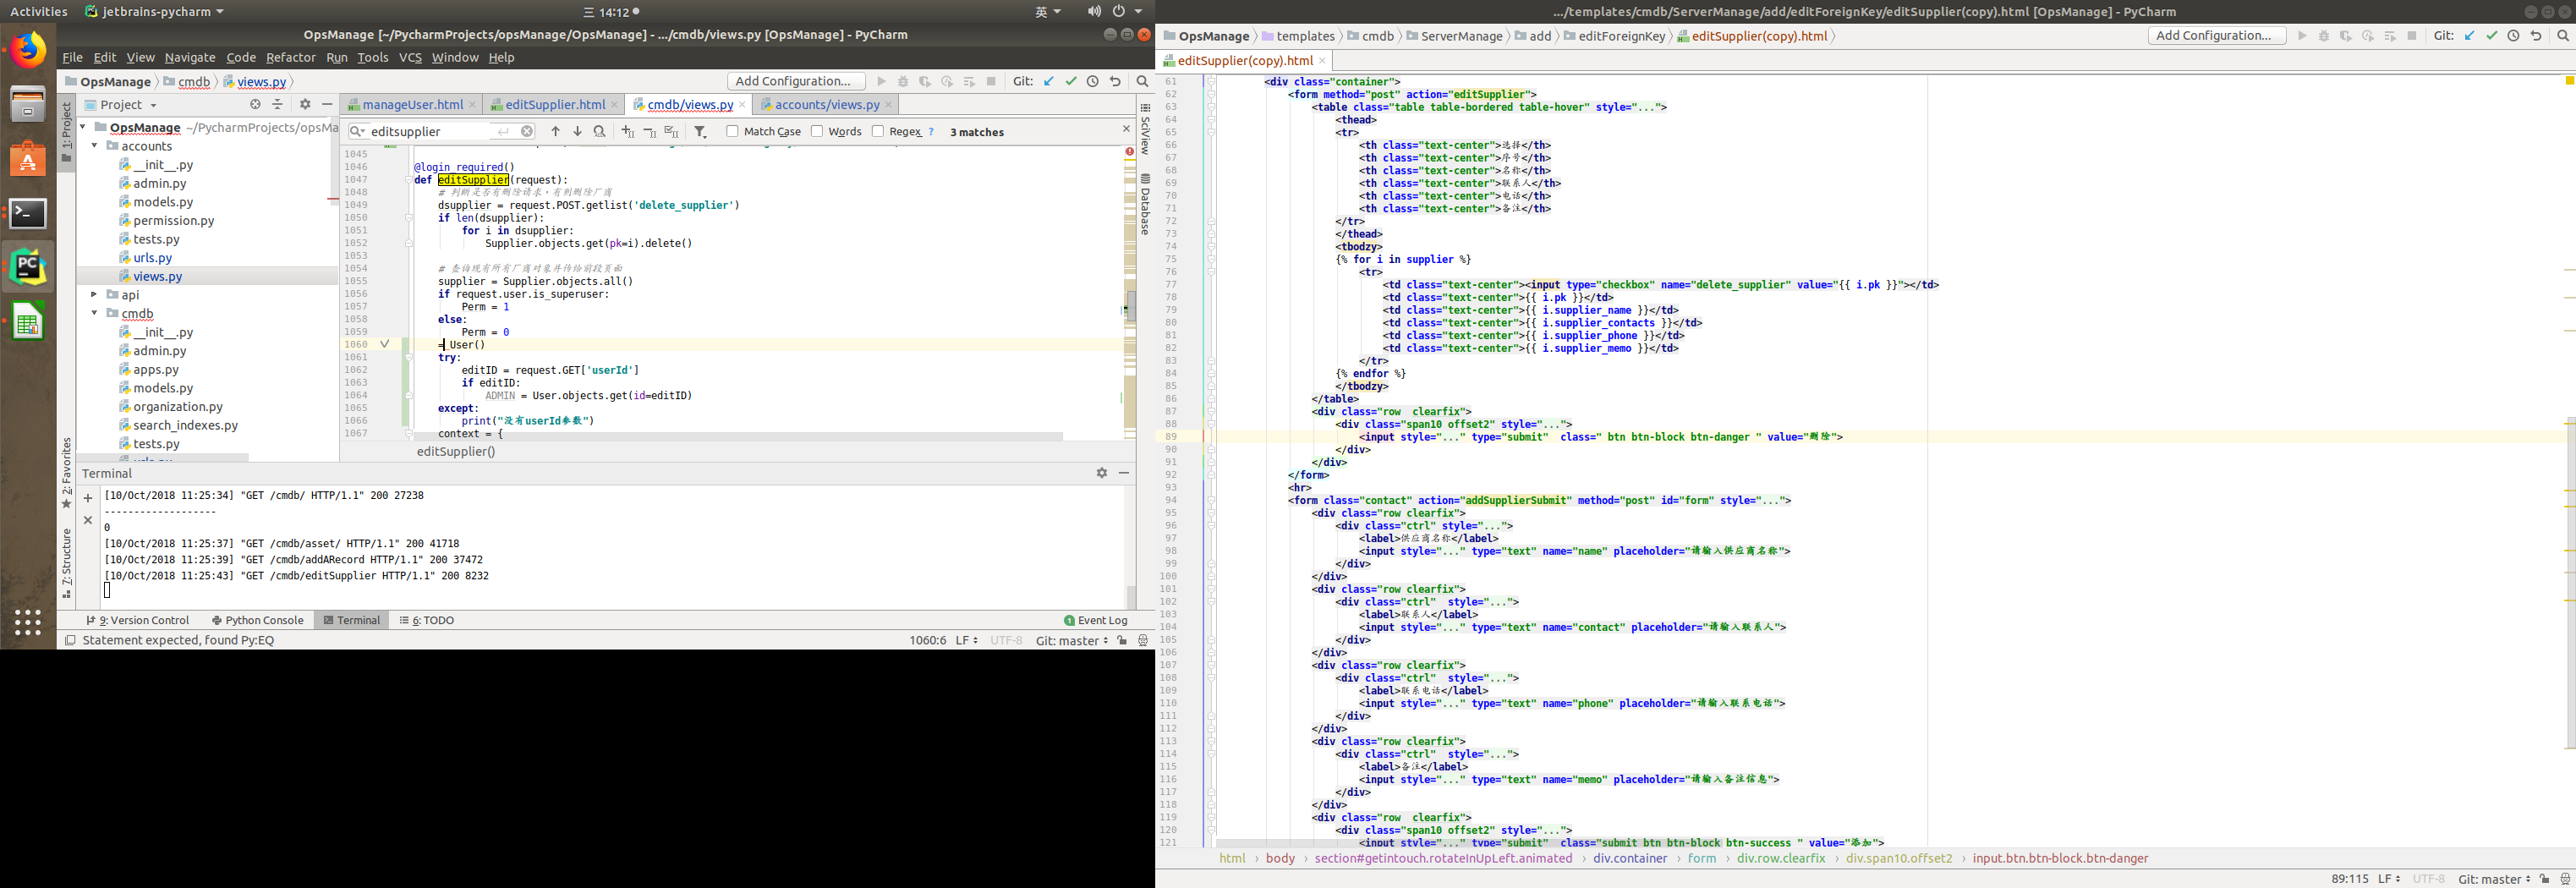 Activities jetbrains-pycharm 三 14:12 英
OpsManage [~/PycharmProjects/opsManage/OpsManage] - .../cmdb/views.py [OpsManage] - PyCharm
File Edit View Navigate Code Refactor Run Tools VCS Window Help
OpsManage cmdb views.py Add Configuration... Git:
Project
manageUser.html editSupplier.html cmdb/views.py accounts/views.py
editsupplier Match Case Words Regex ? 3 matches
1: Project
2: Favorites
7: Structure
SciView
Database
OpsManage ~/PycharmProjects/opsMa
accounts
__init__.py
admin.py
models.py
permission.py
tests.py
urls.py
views.py
api
cmdb
__init__.py
admin.py
apps.py
models.py
organization.py
search_indexes.py
tests.py
1045
1046 @login_required()
1047 def editSupplier(request):
1048 # 判断是否有删除请求,有则删除厂商
1049 dsupplier = request.POST.getlist('delete_supplier')
1050 if len(dsupplier):
1051 for i in dsupplier:
1052 Supplier.objects.get(pk=i).delete()
1053
1054 # 查询现有所有厂商对象并传给前段页面
1055 supplier = Supplier.objects.all()
1056 if request.user.is_superuser:
1057 Perm = 1
1058 else:
1059 Perm = 0
1060 = User()
1061 try:
1062 editID = request.GET['userId']
1063 if editID:
1064 ADMIN = User.objects.get(id=editID)
1065 except:
1066 print("没有userId参数")
1067 context = {
editSupplier()
Terminal
[10/Oct/2018 11:25:34] "GET /cmdb/ HTTP/1.1" 200 27238
-------------------
0
[10/Oct/2018 11:25:37] "GET /cmdb/asset/ HTTP/1.1" 200 41718
[10/Oct/2018 11:25:39] "GET /cmdb/addARecord HTTP/1.1" 200 37472
[10/Oct/2018 11:25:43] "GET /cmdb/editSupplier HTTP/1.1" 200 8232
9: Version Control Python Console Terminal 6: TODO 1 Event Log
Statement expected, found Py:EQ 1060:6 LF UTF-8 Git: master
.../templates/cmdb/ServerManage/add/editForeignKey/editSupplier(copy).html [OpsManage] - PyCharm
OpsManage templates cmdb ServerManage add editForeignKey editSupplier(copy).html Add Configuration... Git:
editSupplier(copy).html
61 <div class="container">
62 <form method="post" action="editSupplier">
63 <table class="table table-bordered table-hover" style="...">
64 <thead>
65 <tr>
66 <th class="text-center">选择</th>
67 <th class="text-center">序号</th>
68 <th class="text-center">名称</th>
69 <th class="text-center">联系人</th>
70 <th class="text-center">电话</th>
71 <th class="text-center">备注</th>
72 </tr>
73 </thead>
74 <tbodzy>
75 {% for i in supplier %}
76 <tr>
77 <td class="text-center"><input type="checkbox" name="delete_supplier" value="{{ i.pk }}"></td>
78 <td class="text-center">{{ i.pk }}</td>
79 <td class="text-center">{{ i.supplier_name }}</td>
80 <td class="text-center">{{ i.supplier_contacts }}</td>
81 <td class="text-center">{{ i.supplier_phone }}</td>
82 <td class="text-center">{{ i.supplier_memo }}</td>
83 </tr>
84 {% endfor %}
85 </tbodzy>
86 </table>
87 <div class="row  clearfix">
88 <div class="span10 offset2" style="...">
89 <input style="..." type="submit"  class=" btn btn-block btn-danger " value="删除">
90 </div>
91 </div>
92 </form>
93 <hr>
94 <form class="contact" action="addSupplierSubmit" method="post" id="form" style="...">
95 <div class="row clearfix">
96 <div class="ctrl" style="...">
97 <label>供应商名称</label>
98 <input style="..." type="text" name="name" placeholder="请输入供应商名称">
99 </div>
100 </div>
101 <div class="row clearfix">
102 <div class="ctrl"  style="...">
103 <label>联系人</label>
104 <input style="..." type="text" name="contact" placeholder="请输入联系人">
105 </div>
106 </div>
107 <div class="row clearfix">
108 <div class="ctrl"  style="...">
109 <label>联系电话</label>
110 <input style="..." type="text" name="phone" placeholder="请输入联系电话">
111 </div>
112 </div>
113 <div class="row clearfix">
114 <div class="ctrl"  style="...">
115 <label>备注</label>
116 <input style="..." type="text" name="memo" placeholder="请输入备注信息">
117 </div>
118 </div>
119 <div class="row  clearfix">
120 <div class="span10 offset2" style="...">
121 <input style="..." type="submit"  class="submit btn btn-block btn-success " value="添加">
html body section#getintouch.rotateInUpLeft.animated div.container form div.row.clearfix div.span10.offset2 input.btn.btn-block.btn-danger
89:115 LF UTF-8 Git: master